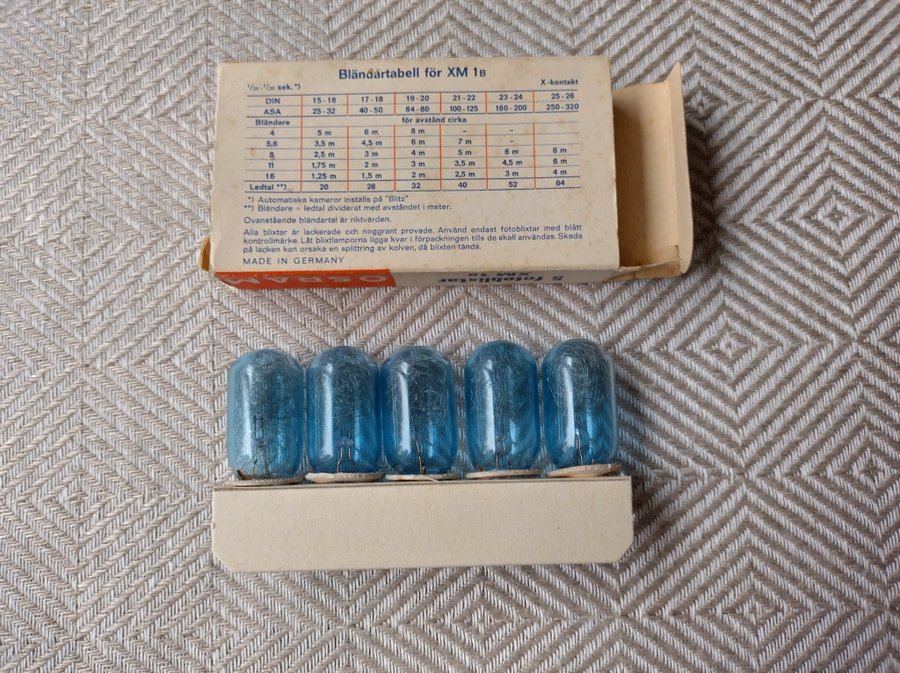 Bländartabell för XM 1B
1/25 - 1/30 sek.*) X-kontakt
DIN 15-16 17-18 19-20 21-22 23-24 25-26
ASA 25-32 40-50 64-80 100-125 160-200 250-320
Bländare för avstånd cirka
4 5 m 6 m 8 m - -
5,6 3,5 m 4,5 m 6 m 7 m -
8 2,5 m 3 m 4 m 5 m 6 m 8 m
11 1,75 m 2 m 3 m 3,5 m 4,5 m 6 m
16 1,25 m 1,5 m 2 m 2,5 m 3 m 4 m
Ledtal **) 20 26 32 40 52 64
*) Automatiska kameror inställs på "Blitz"
**) Bländare = ledtal dividerat med avståndet i meter.
Ovanstående bländartal är riktvärden.
Alla blixtar är lackerade och noggrant provade. Använd endast fotoblixtar med blått
kontrollmärke. Låt blixtlamporna ligga kvar i förpackningen tills de skall användas. Skada
på lacken kan orsaka en splittring av kolven, då blixten tänds.
MADE IN GERMANY
OSRAM
5 fotoblixtar
XM 1B